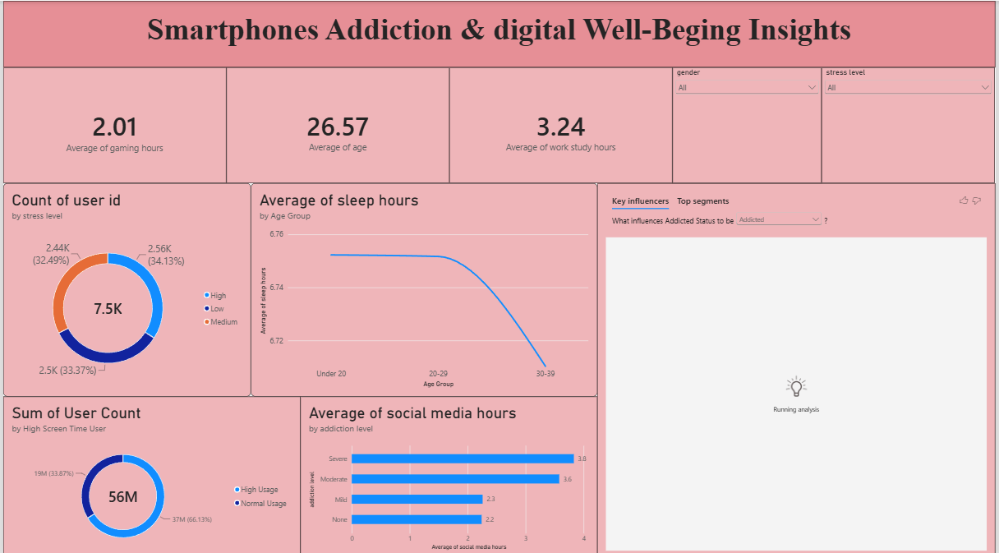 Smartphones Addiction & digital Well-Beging Insights
2.01
Average of gaming hours
26.57
Average of age
3.24
Average of work study hours
gender
All
stress level
All
Count of user id
by stress level
2.44K
(32.49%)
2.56K
(34.13%)
7.5K
2.5K (33.37%)
High
Low
Medium
Average of sleep hours
by Age Group
Average of sleep hours
6.76
6.74
6.72
Under 20
20-29
30-39
Age Group
Key influencers
Top segments
What influences Addicted Status to be
Addicted
?
Running analysis
Sum of User Count
by High Screen Time User
19M (33.87%)
56M
37M (66.13%)
High Usage
Normal Usage
Average of social media hours
by addiction level
addiction level
Severe
3.8
Moderate
3.6
Mild
2.3
None
2.2
0
1
2
3
4
Average of social media hours